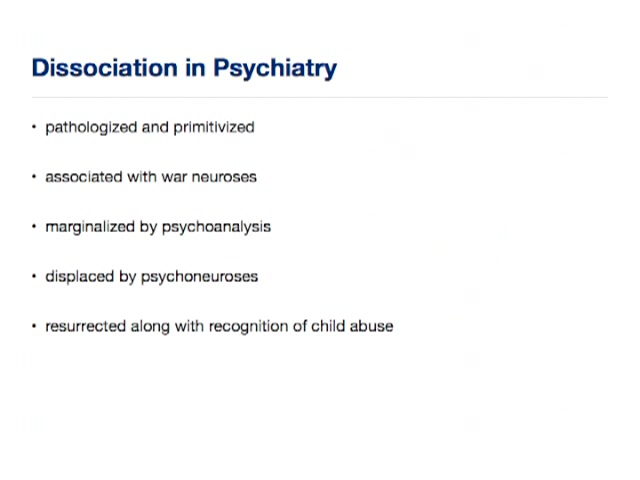 Dissociation in Psychiatry
• pathologized and primitivized
• associated with war neuroses
• marginalized by psychoanalysis
• displaced by psychoneuroses
• resurrected along with recognition of child abuse